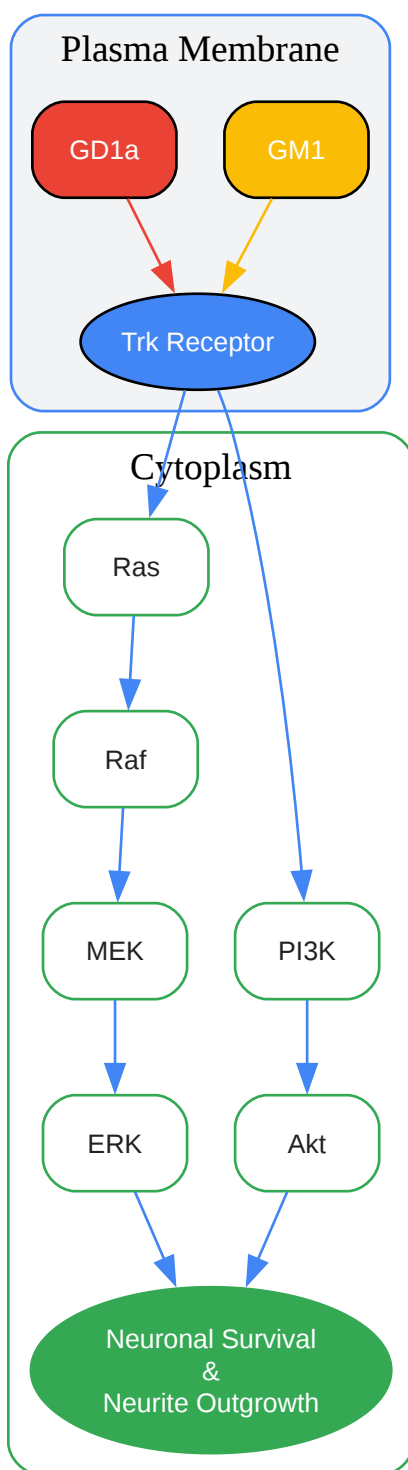 Plasma Membrane
GD1a
GM1
Trk Receptor
Cytoplasm
Ras
Raf
MEK
PI3K
ERK
Akt
Neuronal Survival
&
Neurite Outgrowth